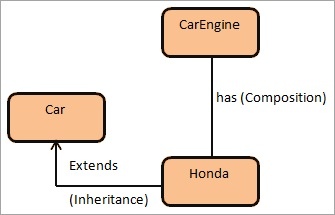 CarEngine
has (Composition)
Car
Extends
(Inheritance)
Honda